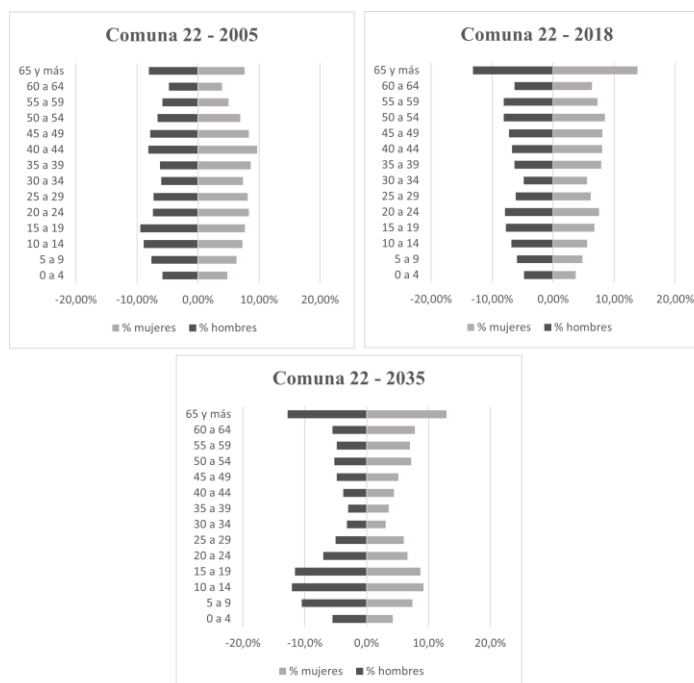 Comuna 22 - 2005
65 y más
60 a 64
55 a 59
50 a 54
45 a 49
40 a 44
35 a 39
30 a 34
25 a 29
20 a 24
15 a 19
10 a 14
5 a 9
0 a 4
-20,00% -10,00% 0,00% 10,00% 20,00%
% mujeres % hombres
Comuna 22 - 2018
65 y más
60 a 64
55 a 59
50 a 54
45 a 49
40 a 44
35 a 39
30 a 34
25 a 29
20 a 24
15 a 19
10 a 14
5 a 9
0 a 4
-20,00% -10,00% 0,00% 10,00% 20,00%
% mujeres % hombres
Comuna 22 - 2035
65 y más
60 a 64
55 a 59
50 a 54
45 a 49
40 a 44
35 a 39
30 a 34
25 a 29
20 a 24
15 a 19
10 a 14
5 a 9
0 a 4
-20,0% -10,0% 0,0% 10,0% 20,0%
% mujeres % hombres